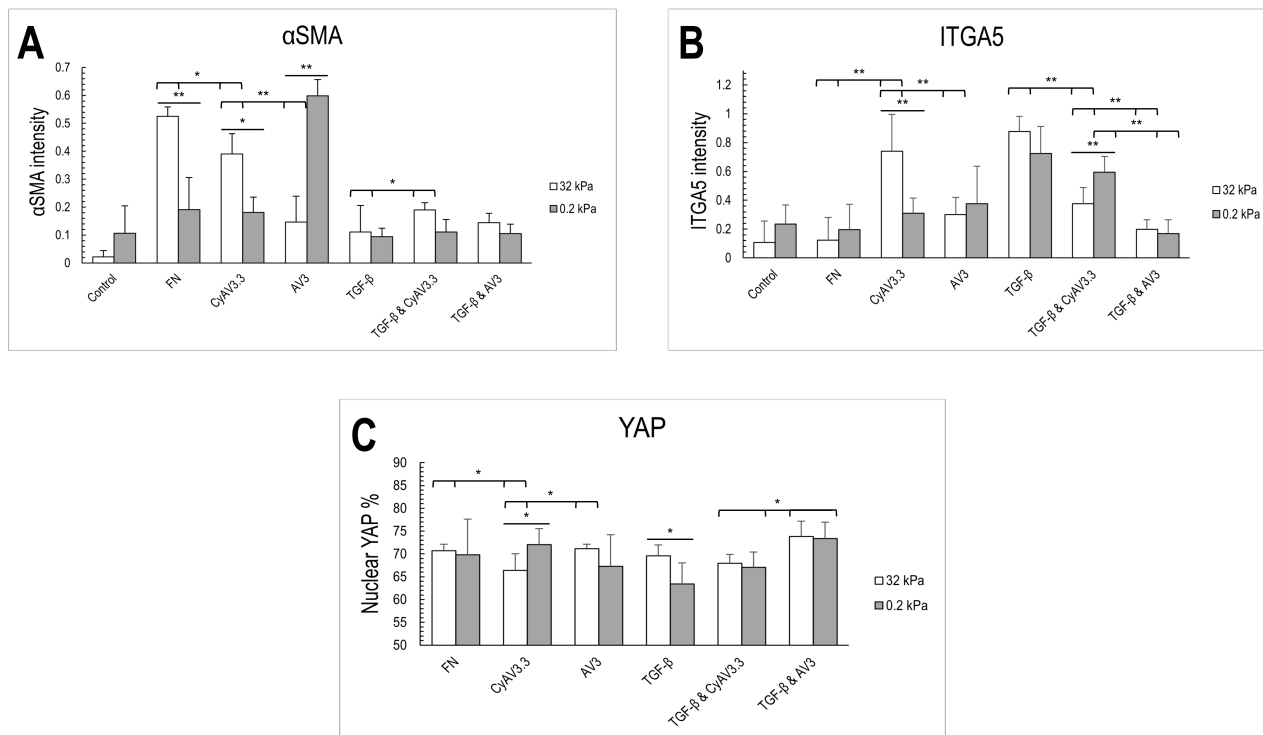 A
αSMA
αSMA intensity
0.7
0.6
0.5
0.4
0.3
0.2
0.1
0
*
**
*
**
**
*
32 kPa
0.2 kPa
Control
FN
CyAV3.3
AV3
TGF-β
TGF-β & CyAV3.3
TGF-β & AV3
B
ITGA5
ITGA5 intensity
1.2
1
0.8
0.6
0.4
0.2
0
**
**
**
**
**
**
**
32 kPa
0.2 kPa
Control
FN
CyAV3.3
AV3
TGF-β
TGF-β & CyAV3.3
TGF-β & AV3
C
YAP
Nuclear YAP %
90
85
80
75
70
65
60
55
50
*
*
*
*
*
32 kPa
0.2 kPa
FN
CyAV3.3
AV3
TGF-β
TGF-β & CyAV3.3
TGF-β & AV3